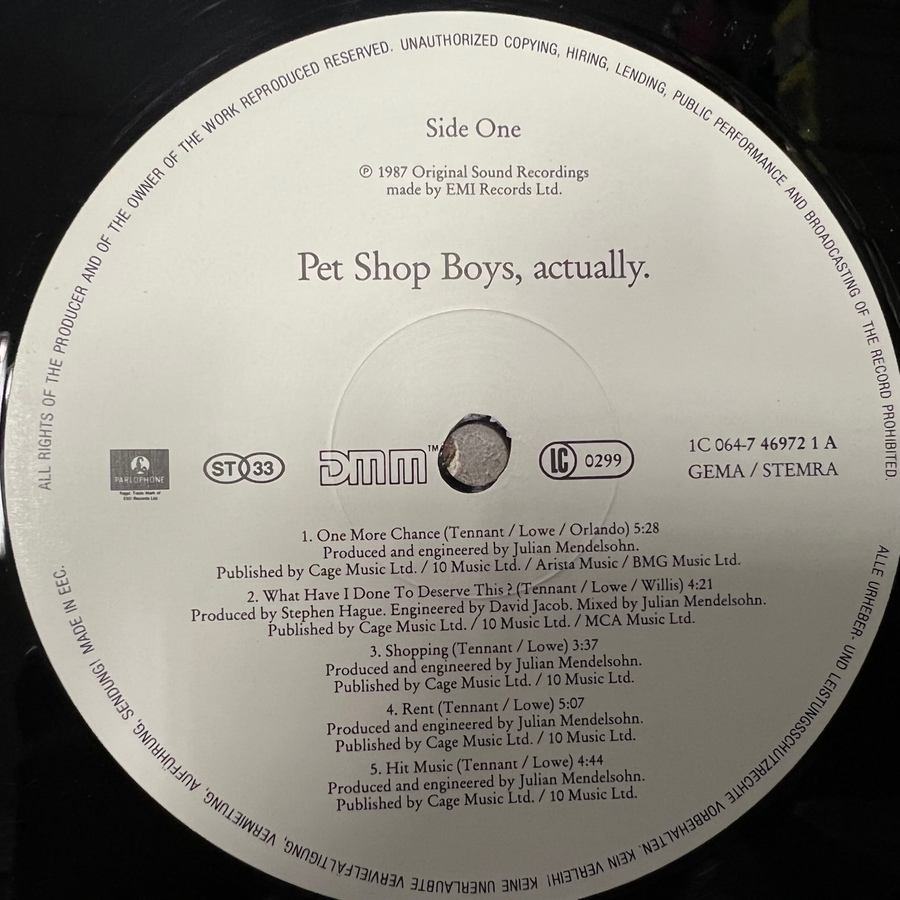 ALL RIGHTS OF THE PRODUCER AND OF THE OWNER OF THE WORK REPRODUCED RESERVED. UNAUTHORIZED COPYING, HIRING, LENDING, PUBLIC PERFORMANCE AND BROADCASTING OF THE RECORD PROHIBITED.
Side One
℗ 1987 Original Sound Recordings
made by EMI Records Ltd.
Pet Shop Boys, actually.
PARLOPHONE
Regd. Trade Mark of
EMI Records Ltd
ST 33
DMM™
LC 0299
1C 064-7 46972 1 A
GEMA / STEMRA
1. One More Chance (Tennant / Lowe / Orlando) 5:28
Produced and engineered by Julian Mendelsohn.
Published by Cage Music Ltd. / 10 Music Ltd. / Arista Music / BMG Music Ltd.
2. What Have I Done To Deserve This? (Tennant / Lowe / Willis) 4:21
Produced by Stephen Hague. Engineered by David Jacob. Mixed by Julian Mendelsohn.
Published by Cage Music Ltd. / 10 Music Ltd. / MCA Music Ltd.
3. Shopping (Tennant / Lowe) 3:37
Produced and engineered by Julian Mendelsohn.
Published by Cage Music Ltd. / 10 Music Ltd.
4. Rent (Tennant / Lowe) 5:07
Produced and engineered by Julian Mendelsohn.
Published by Cage Music Ltd. / 10 Music Ltd.
5. Hit Music (Tennant / Lowe) 4:44
Produced and engineered by Julian Mendelsohn.
Published by Cage Music Ltd. / 10 Music Ltd.
ALLE URHEBER- UND LEISTUNGSSCHUTZRECHTE VORBEHALTEN. KEIN VERLEIH! KEINE UNERLAUBTE VERVIELFÄLTIGUNG, VERMIETUNG, AUFFÜHRUNG, SENDUNG! MADE IN EEC.